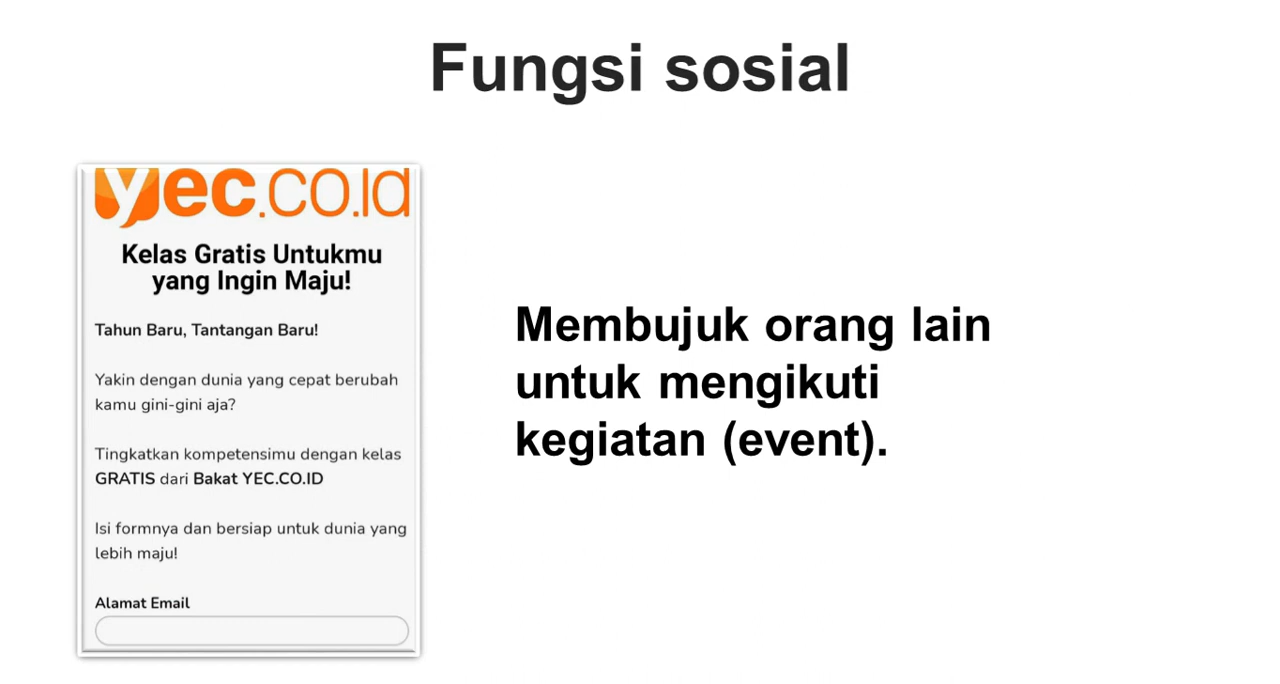 Fungsi sosial
yec.co.id
Kelas Gratis Untukmu
yang Ingin Maju!
Tahun Baru, Tantangan Baru!
Yakin dengan dunia yang cepat berubah
kamu gini-gini aja?
Tingkatkan kompetensimu dengan kelas
GRATIS dari Bakat YEC.CO.ID
Isi formnya dan bersiap untuk dunia yang
lebih maju!
Alamat Email
Membujuk orang lain
untuk mengikuti
kegiatan (event).